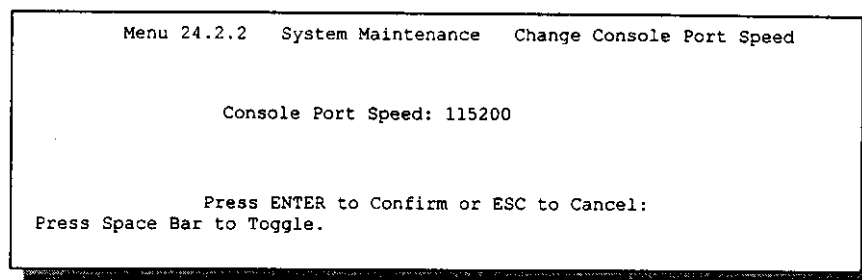 Menu 24.2.2   System Maintenance   Change Console Port Speed
Console Port Speed: 115200
Press ENTER to Confirm or ESC to Cancel:
Press Space Bar to Toggle.